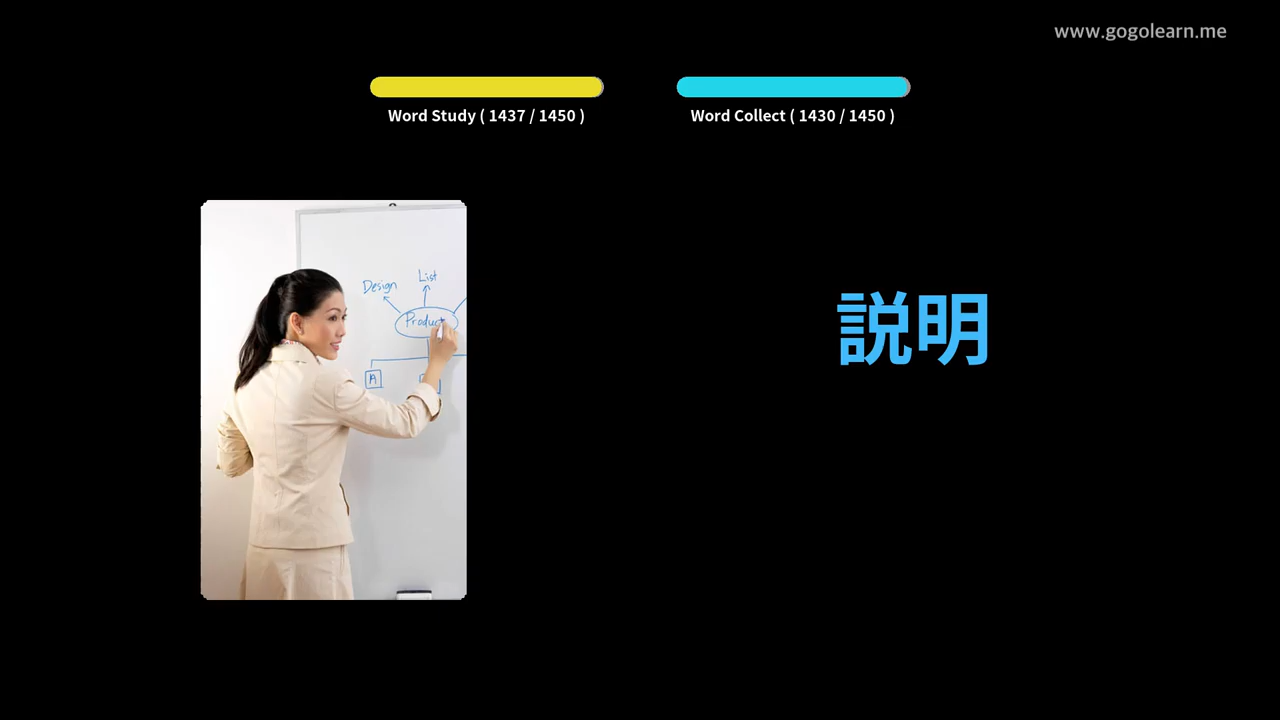 www.gogolearn.me
Word Study ( 1437 / 1450 )
Word Collect ( 1430 / 1450 )
説明
List
Design
Product
A